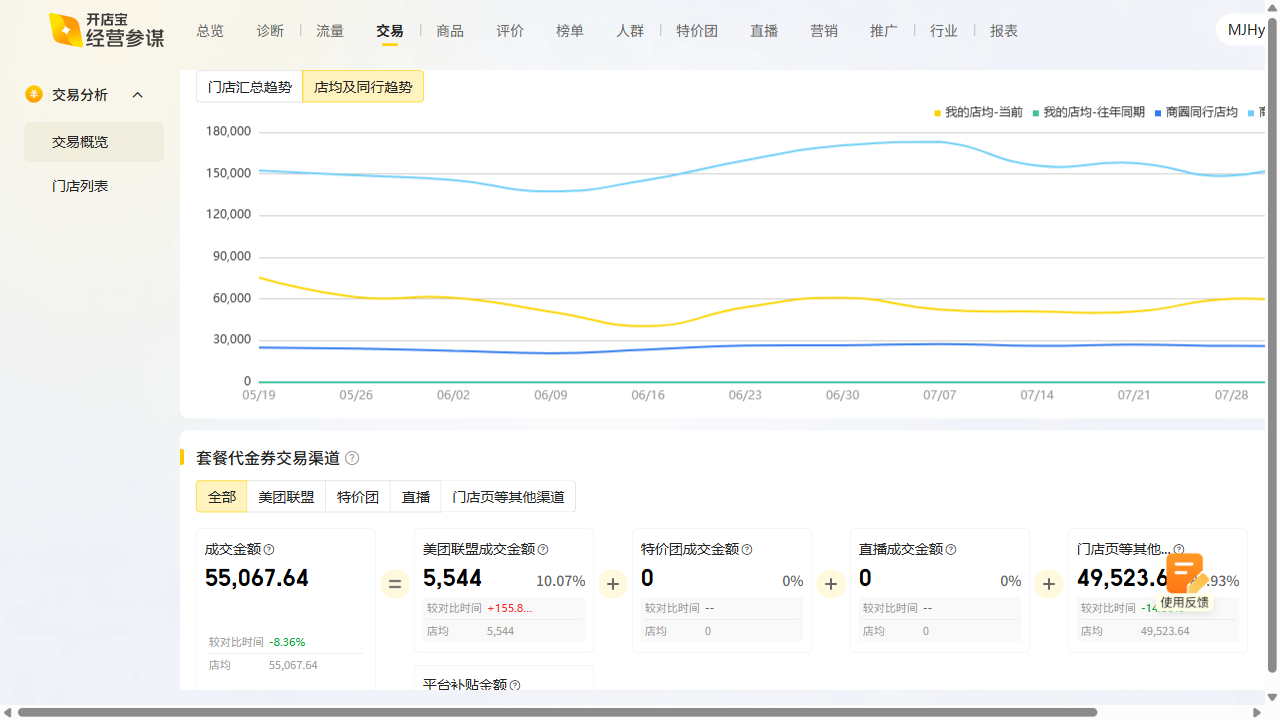 开店宝
经营参谋
总览 诊断 流量 交易 商品 评价 榜单 人群 特价团 直播 营销 推广 行业 报表
MJHy
交易分析
交易概览
门店列表
门店汇总趋势 店均及同行趋势
我的店均-当前 我的店均-往年同期 商圈同行店均
180,000
150,000
120,000
90,000
60,000
30,000
0
05/19 05/26 06/02 06/09 06/16 06/23 06/30 07/07 07/14 07/21 07/28
套餐代金券交易渠道
全部 美团联盟 特价团 直播 门店页等其他渠道
成交金额
55,067.64
较对比时间 -8.36%
店均 55,067.64
美团联盟成交金额
5,544 10.07%
较对比时间 +155.8...
店均 5,544
特价团成交金额
0 0%
较对比时间 --
店均 0
直播成交金额
0 0%
较对比时间 --
店均 0
门店页等其他...
49,523.6 .93%
较对比时间 -14
店均 49,523.64
使用反馈
平台补贴金额